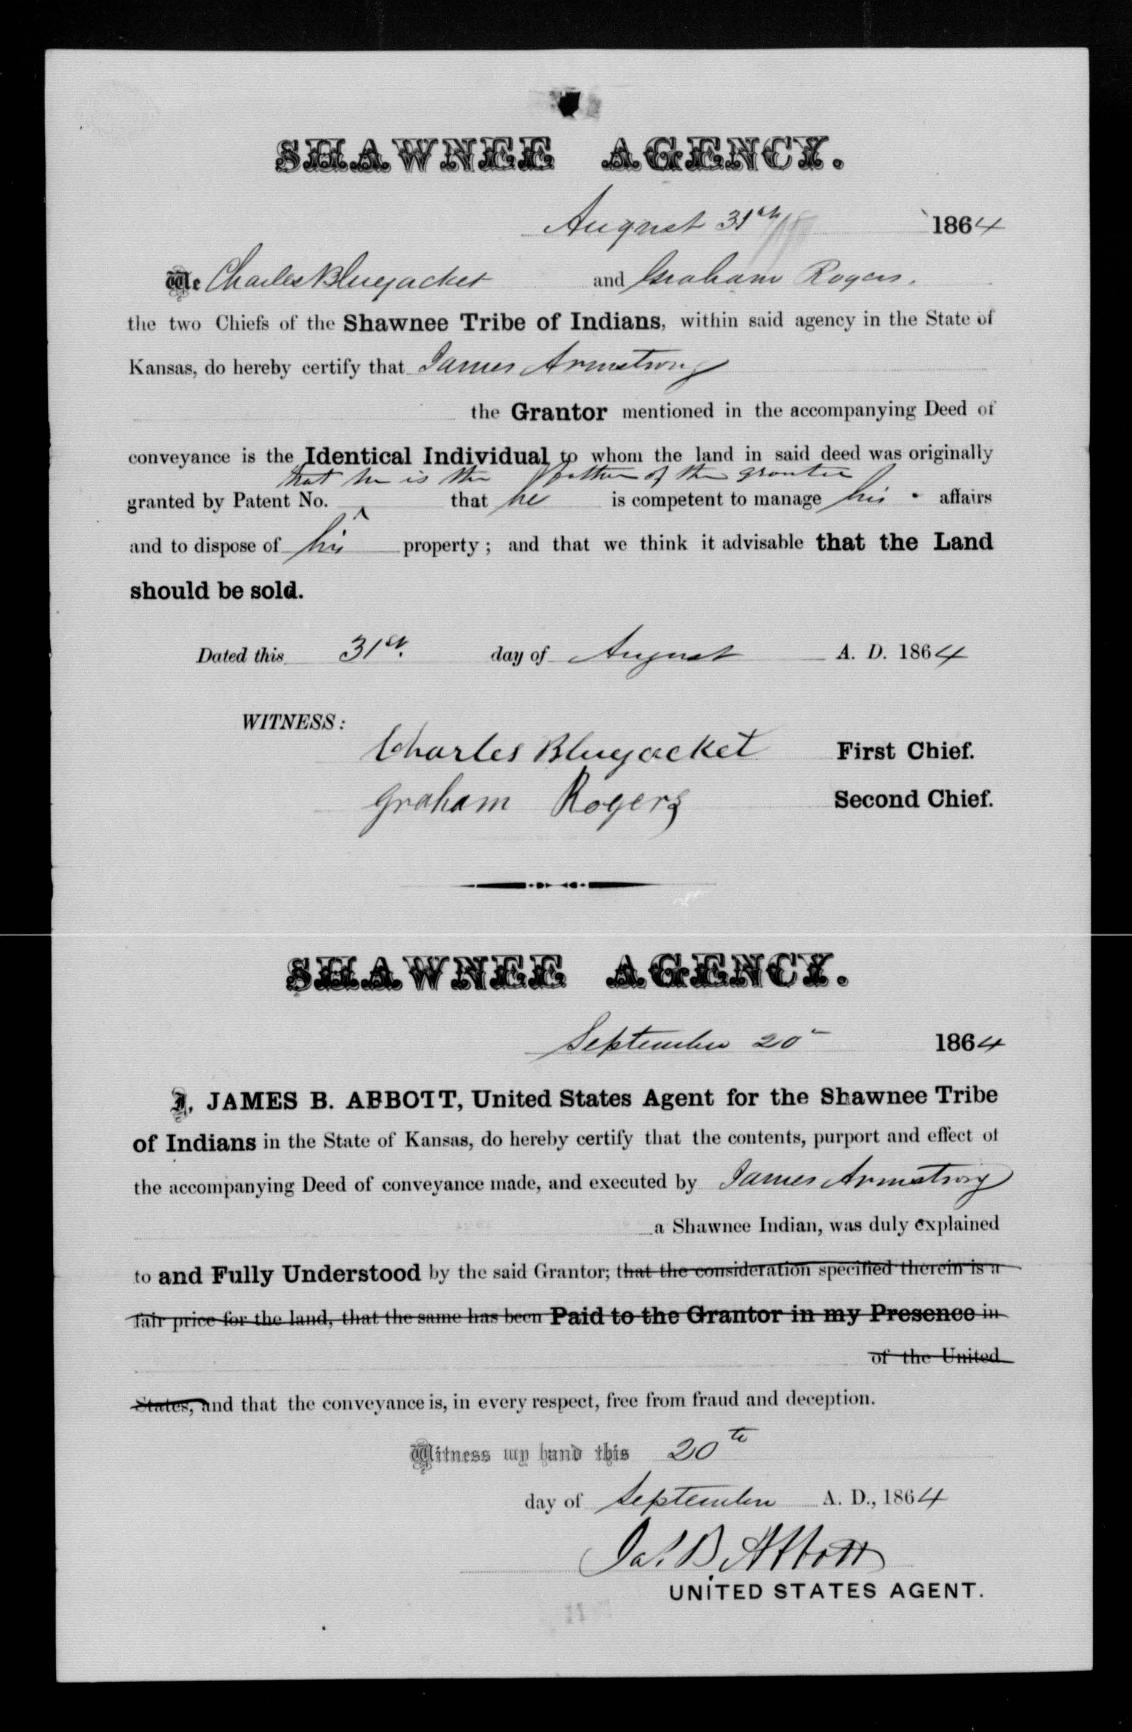 SHAWNEE AGENCY.
August 31st 1864
We Charles Bluejacket and Graham Rogers.
the two Chiefs of the Shawnee Tribe of Indians, within said agency in the State of
Kansas, do hereby certify that James Armstrong
the Grantor mentioned in the accompanying Deed of
conveyance is the Identical Individual to whom the land in said deed was originally
that he is the father of the grantee
granted by Patent No. ^ that he is competent to manage his affairs
and to dispose of his property; and that we think it advisable that the Land
should be sold.
Dated this 31st. day of August A. D. 1864
WITNESS:
Charles Bluejacket First Chief.
Graham Rogers Second Chief.
SHAWNEE AGENCY.
September 20 1864
I, JAMES B. ABBOTT, United States Agent for the Shawnee Tribe
of Indians in the State of Kansas, do hereby certify that the contents, purport and effect of
the accompanying Deed of conveyance made, and executed by James Armstrong
a Shawnee Indian, was duly explained
to and Fully Understood by the said Grantor; that the consideration specified therein is a
fair price for the land, that the same has been Paid to the Grantor in my Presence in
of the United
States, and that the conveyance is, in every respect, free from fraud and deception.
Witness my hand this 20th
day of September A. D., 1864
Jas. B. Abbott
UNITED STATES AGENT.